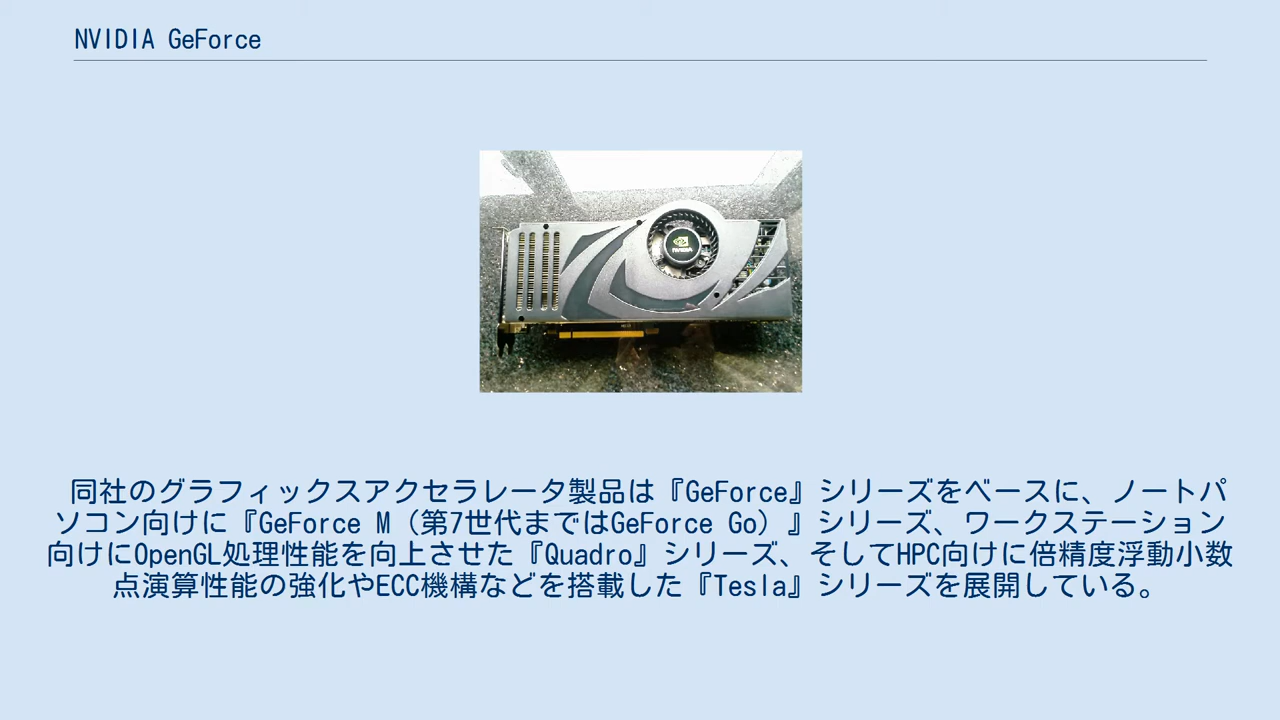 NVIDIA GeForce
NVIDIA
同社のグラフィックスアクセラレータ製品は『GeForce』シリーズをベースに、ノートパ
ソコン向けに『GeForce M（第7世代まではGeForce Go）』シリーズ、ワークステーション
向けにOpenGL処理性能を向上させた『Quadro』シリーズ、そしてHPC向けに倍精度浮動小数
点演算性能の強化やECC機構などを搭載した『Tesla』シリーズを展開している。